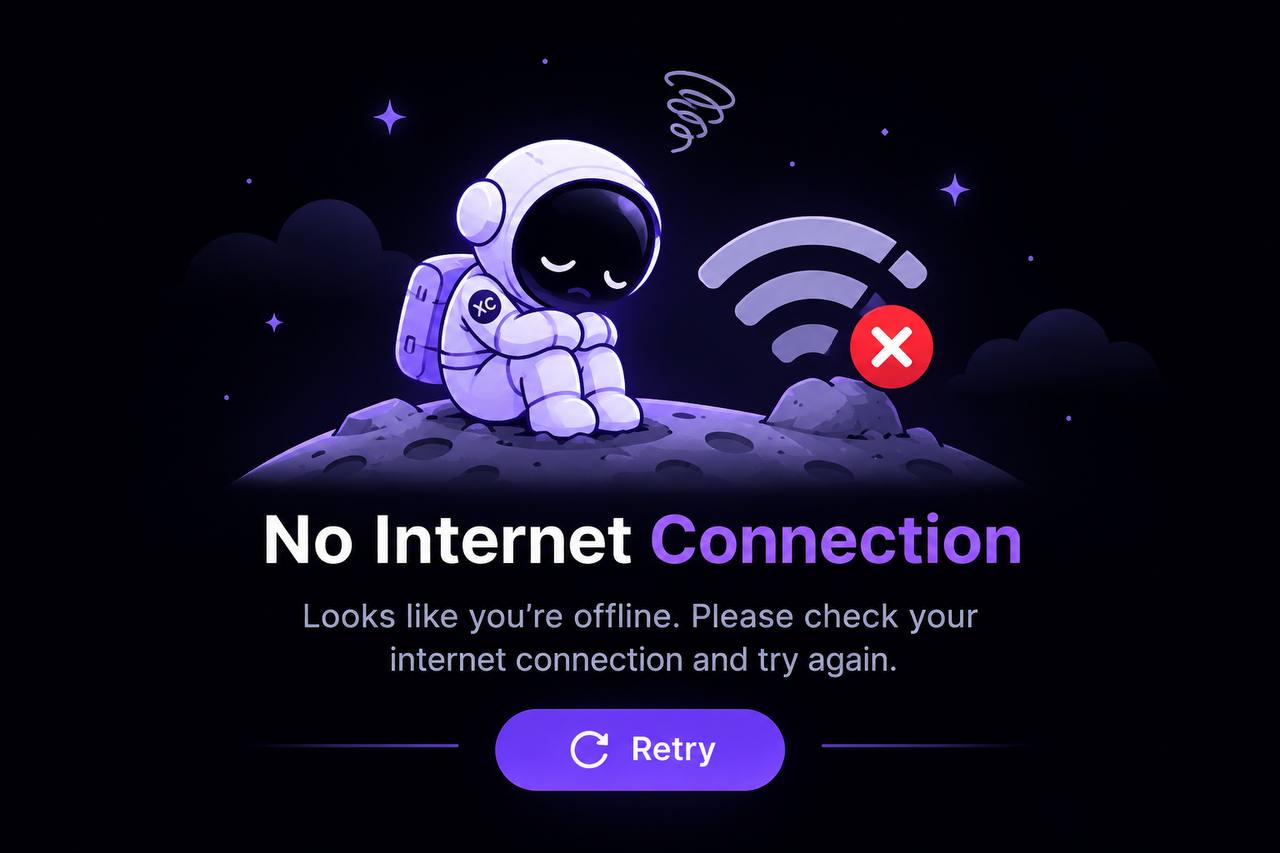 XC
No Internet Connection
Looks like you’re offline. Please check your
internet connection and try again.
Retry